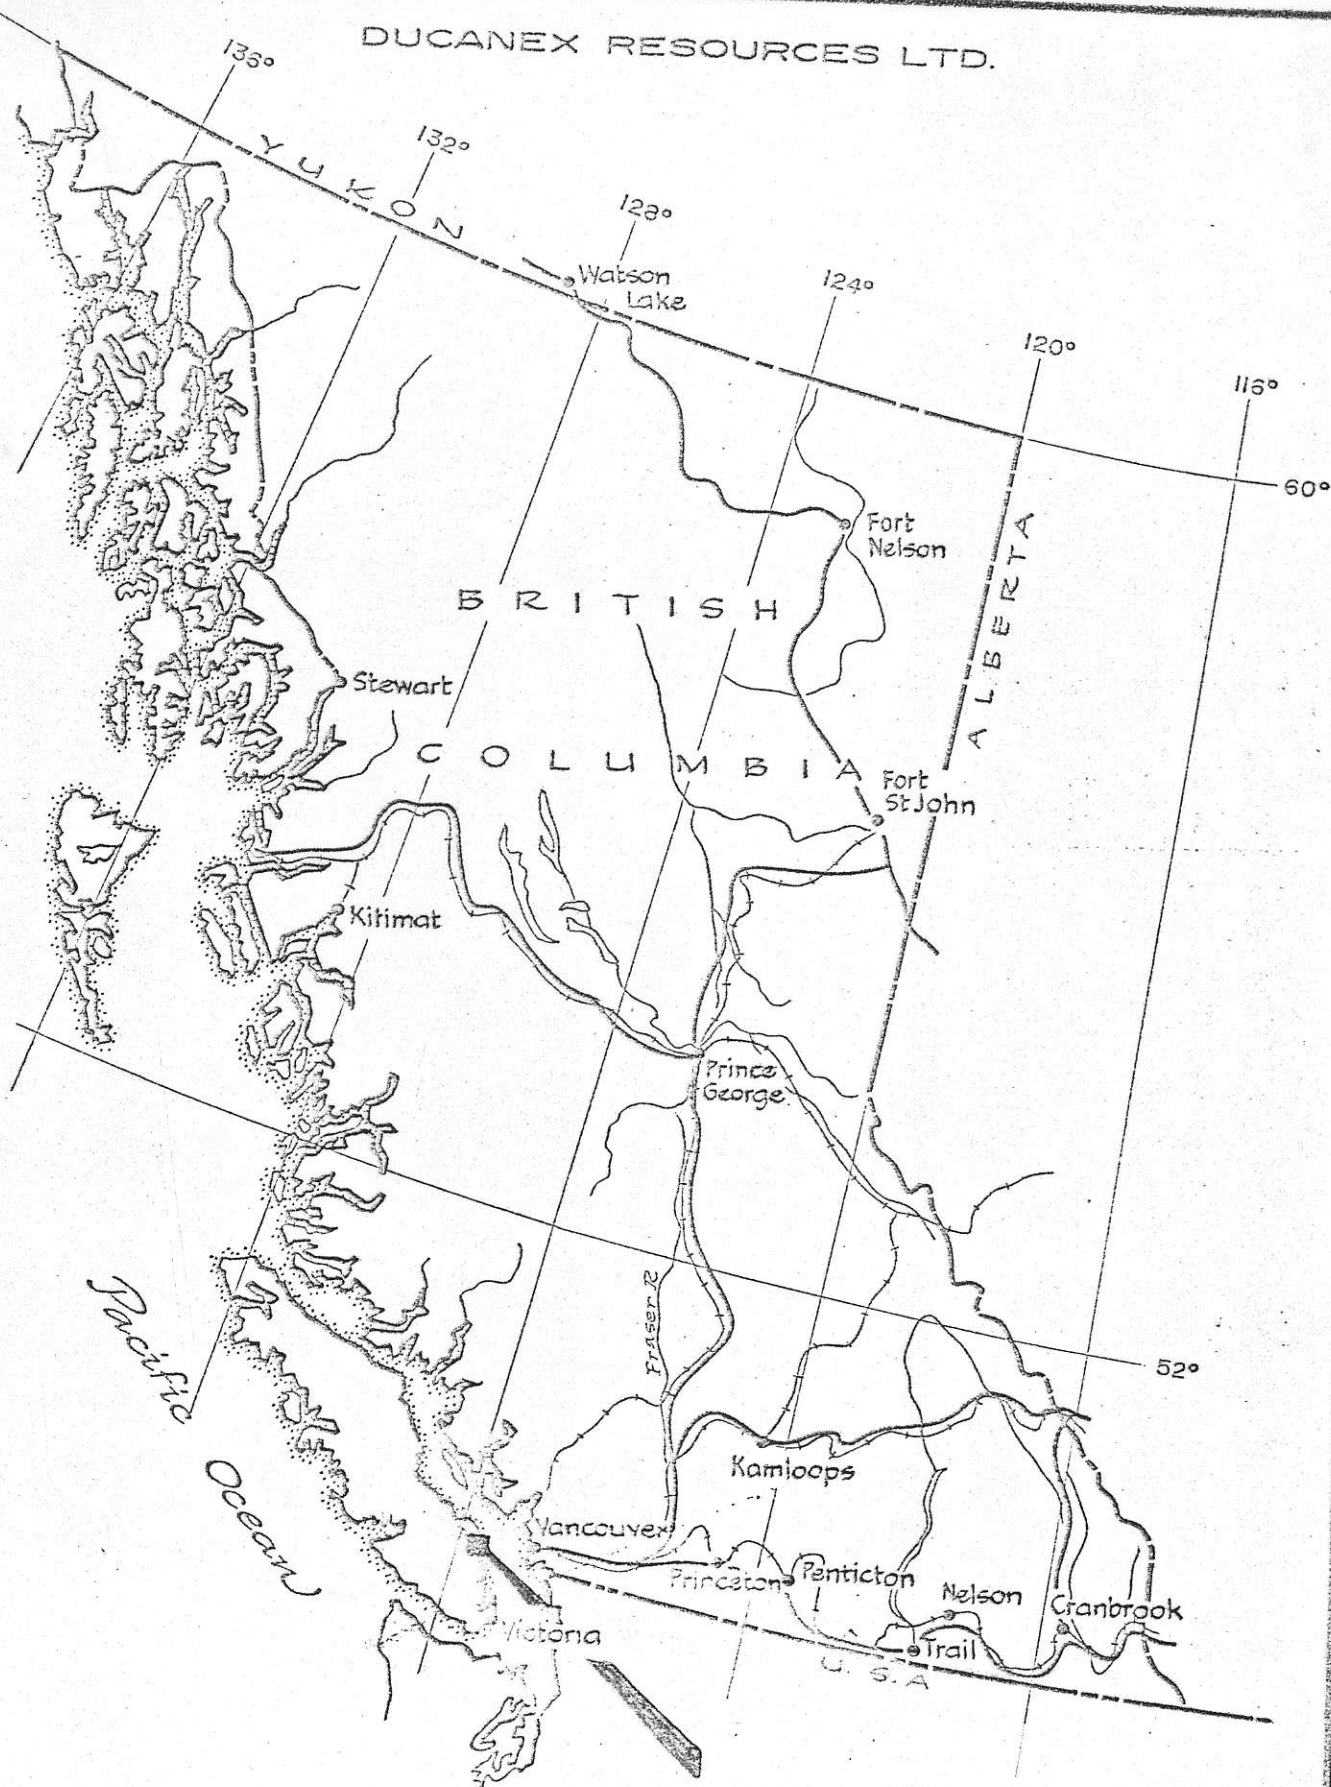 DUCANEX RESOURCES LTD.
136°
132°
YUKON
128°
Watson
Lake
124°
120°
116°
60°
Fort
Nelson
ALBERTA
BRITISH
Stewart
COLUMBIA
Fort
St John
Kitimat
Prince
George
Fraser R
52°
Pacific
Ocean
Kamloops
Vancouver
Princeton
Penticton
Nelson
Cranbrook
Victoria
Trail
U.S.A